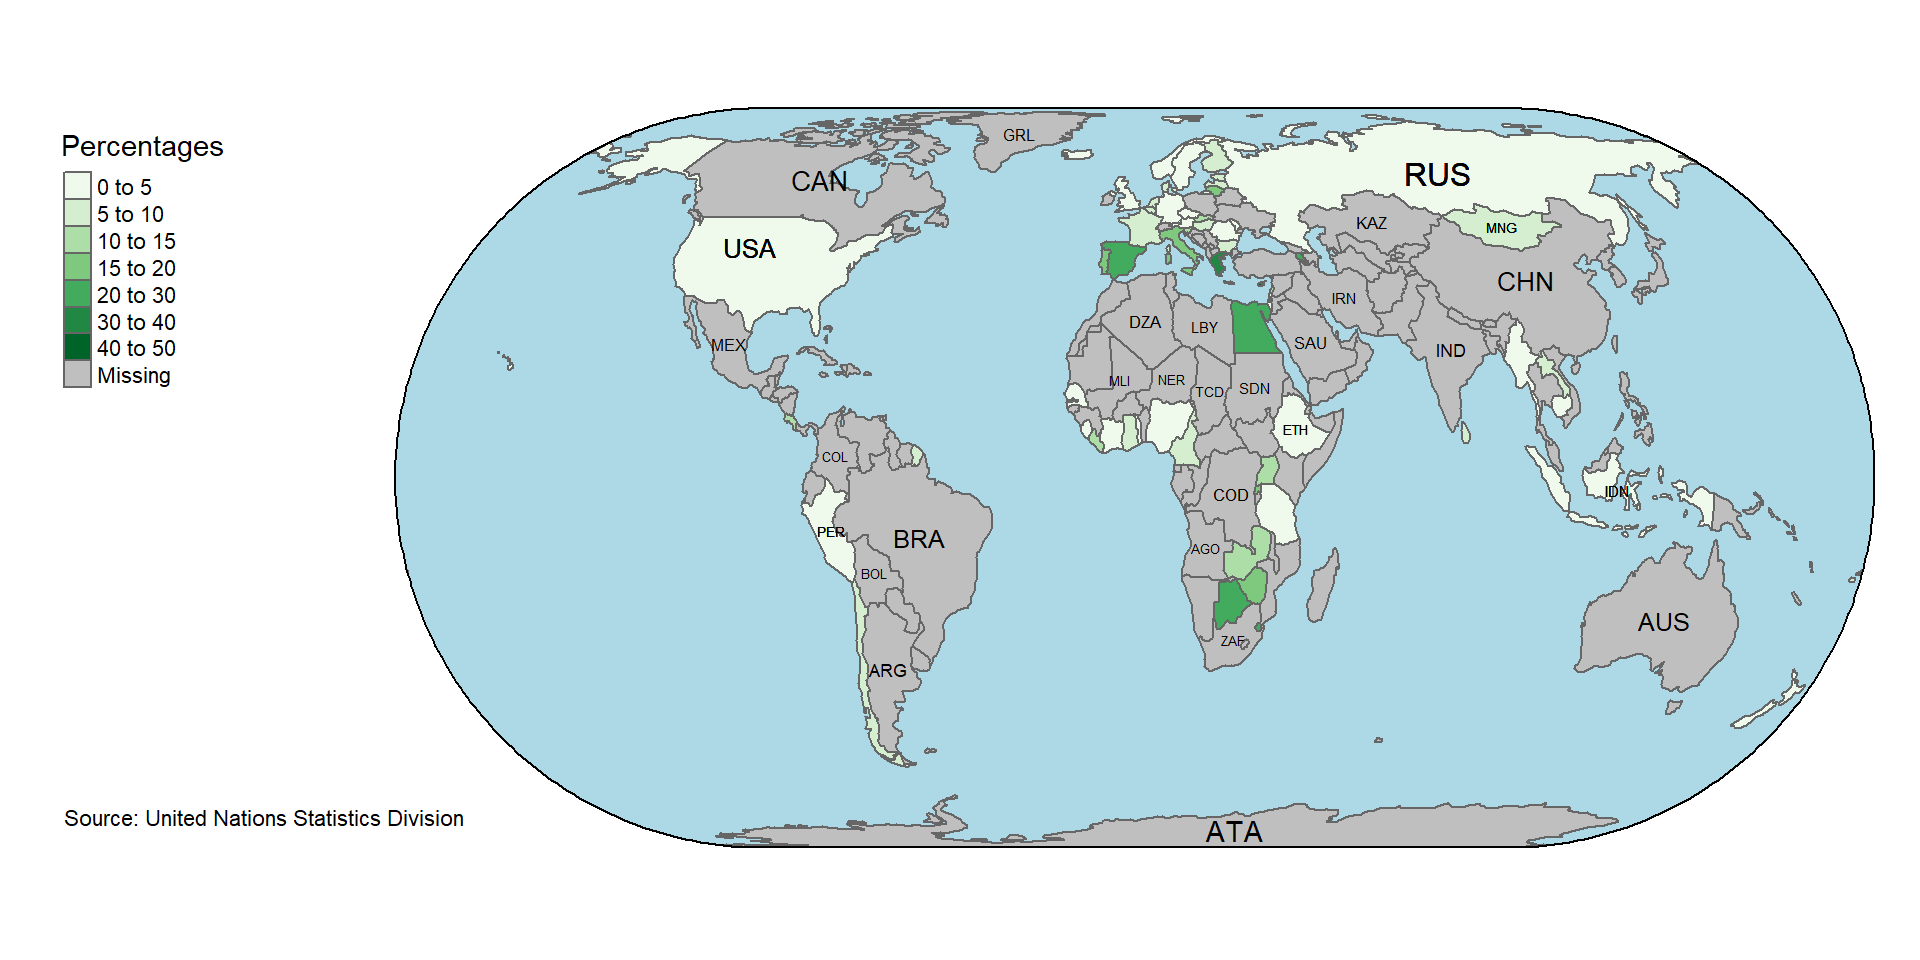 Percentages
0 to 5
5 to 10
10 to 15
15 to 20
20 to 30
30 to 40
40 to 50
Missing
GRL
CAN
RUS
USA
KAZ
MNG
CHN
IRN
MEX
DZA
LBY
SAU
IND
MLI
NER
TCD
SDN
ETH
COL
COD
IDN
PER
BRA
AGO
BOL
AUS
ZAF
ARG
Source: United Nations Statistics Division
ATA